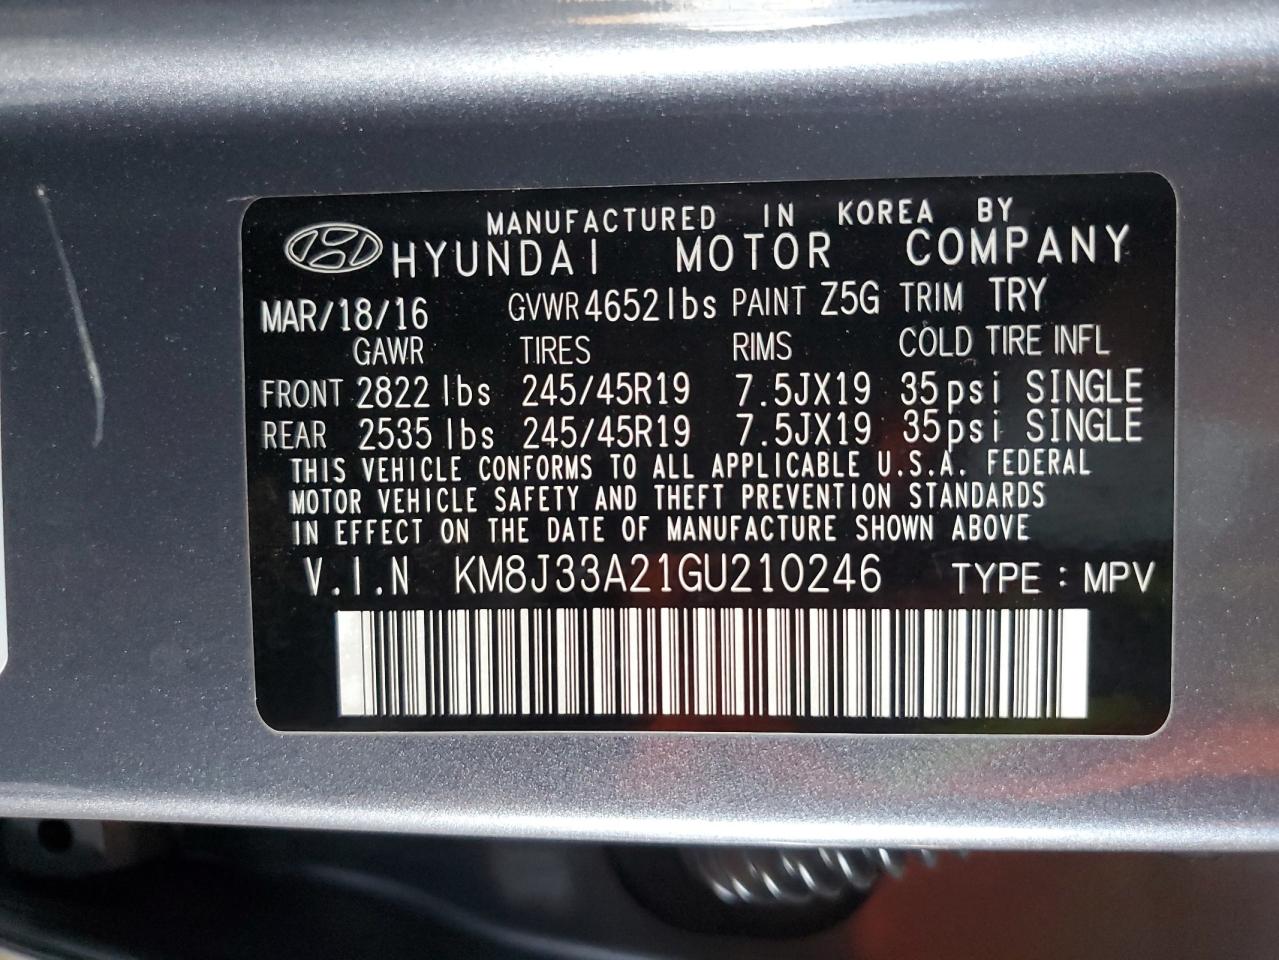 MANUFACTURED IN KOREA BY
HYUNDAI MOTOR COMPANY
MAR/18/16 GVWR 4652 lbs PAINT Z5G TRIM TRY
GAWR TIRES RIMS COLD TIRE INFL
FRONT 2822 lbs 245/45R19 7.5JX19 35psi SINGLE
REAR 2535 lbs 245/45R19 7.5JX19 35psi SINGLE
THIS VEHICLE CONFORMS TO ALL APPLICABLE U.S.A. FEDERAL
MOTOR VEHICLE SAFETY AND THEFT PREVENTION STANDARDS
IN EFFECT ON THE DATE OF MANUFACTURE SHOWN ABOVE
V.I.N KM8J33A21GU210246 TYPE : MPV